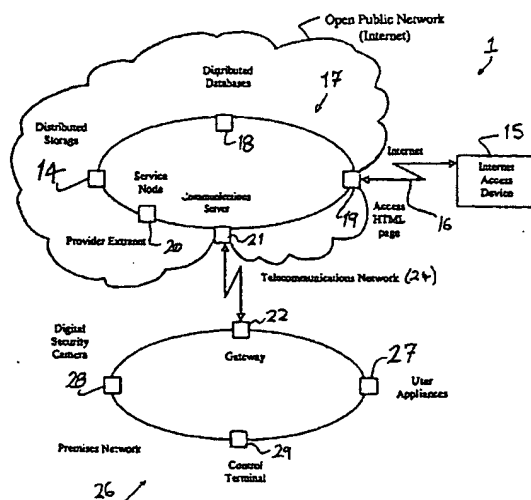 Open Public Network
(Internet)
1
Distributed
Databases
17
15
Distributed
Storage
18
Internet
Internet
Access
Device
14
Service
Node
Communications
Server
19
Access
HTML
page
16
Provider Extranet
20
21
Telecommunications Network (24)
22
Digital
Security
Camera
Gateway
27
28
User
Appliances
Premises Network
29
Control
Terminal
26